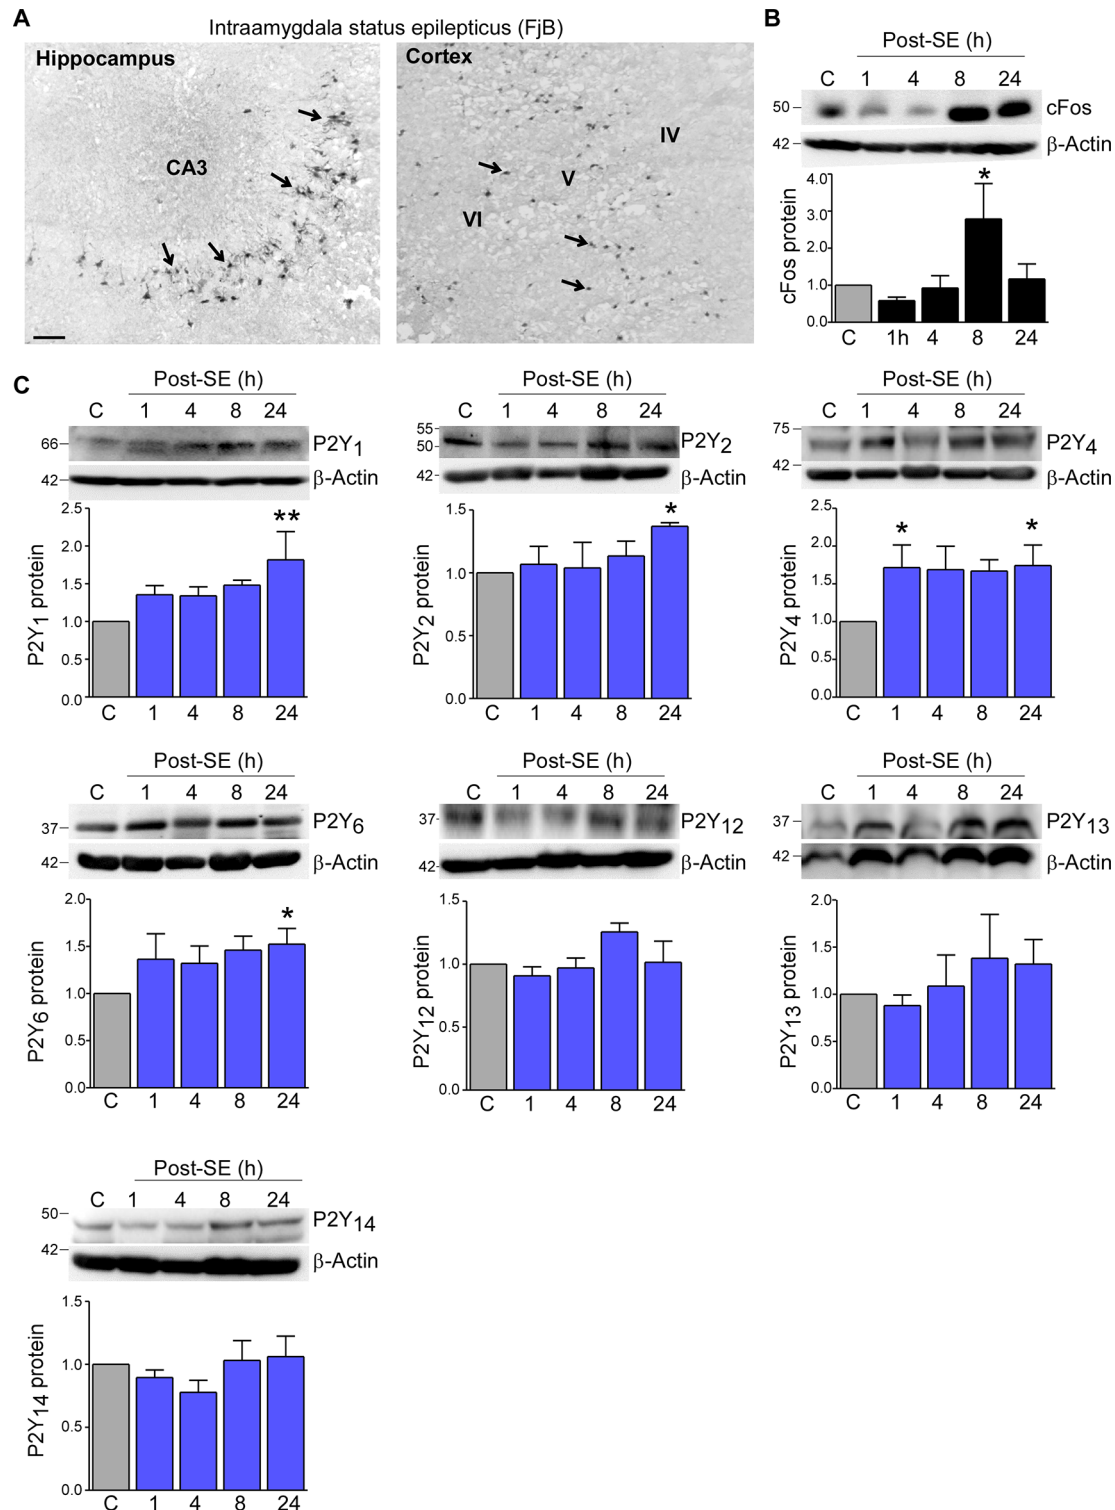 A
Intraamygdala status epilepticus (FjB)
Hippocampus
CA3
Cortex
IV
V
VI
B
Post-SE (h)
C 1 4 8 24
50 cFos
42 β-Actin
cFos protein
4.0
3.0
2.0
1.0
0.0
*
C 1h 4 8 24
C
Post-SE (h)
C 1 4 8 24
66 P2Y1
42 β-Actin
P2Y1 protein
2.5
2.0
1.5
1.0
0.5
0.0
**
C 1 4 8 24
Post-SE (h)
C 1 4 8 24
55
50 P2Y2
42 β-Actin
P2Y2 protein
1.5
1.0
0.5
0.0
*
C 1 4 8 24
Post-SE (h)
C 1 4 8 24
75 P2Y4
42 β-Actin
P2Y4 protein
2.5
2.0
1.5
1.0
0.5
0.0
* *
C 1 4 8 24
Post-SE (h)
C 1 4 8 24
37 P2Y6
42 β-Actin
P2Y6 protein
2.0
1.5
1.0
0.5
0.0
*
C 1 4 8 24
Post-SE (h)
C 1 4 8 24
37 P2Y12
42 β-Actin
P2Y12 protein
1.5
1.0
0.5
0.0
C 1 4 8 24
Post-SE (h)
C 1 4 8 24
37 P2Y13
42 β-Actin
P2Y13 protein
2.0
1.5
1.0
0.5
0.0
C 1 4 8 24
Post-SE (h)
C 1 4 8 24
50 P2Y14
42 β-Actin
P2Y14 protein
1.5
1.0
0.5
0.0
C 1 4 8 24